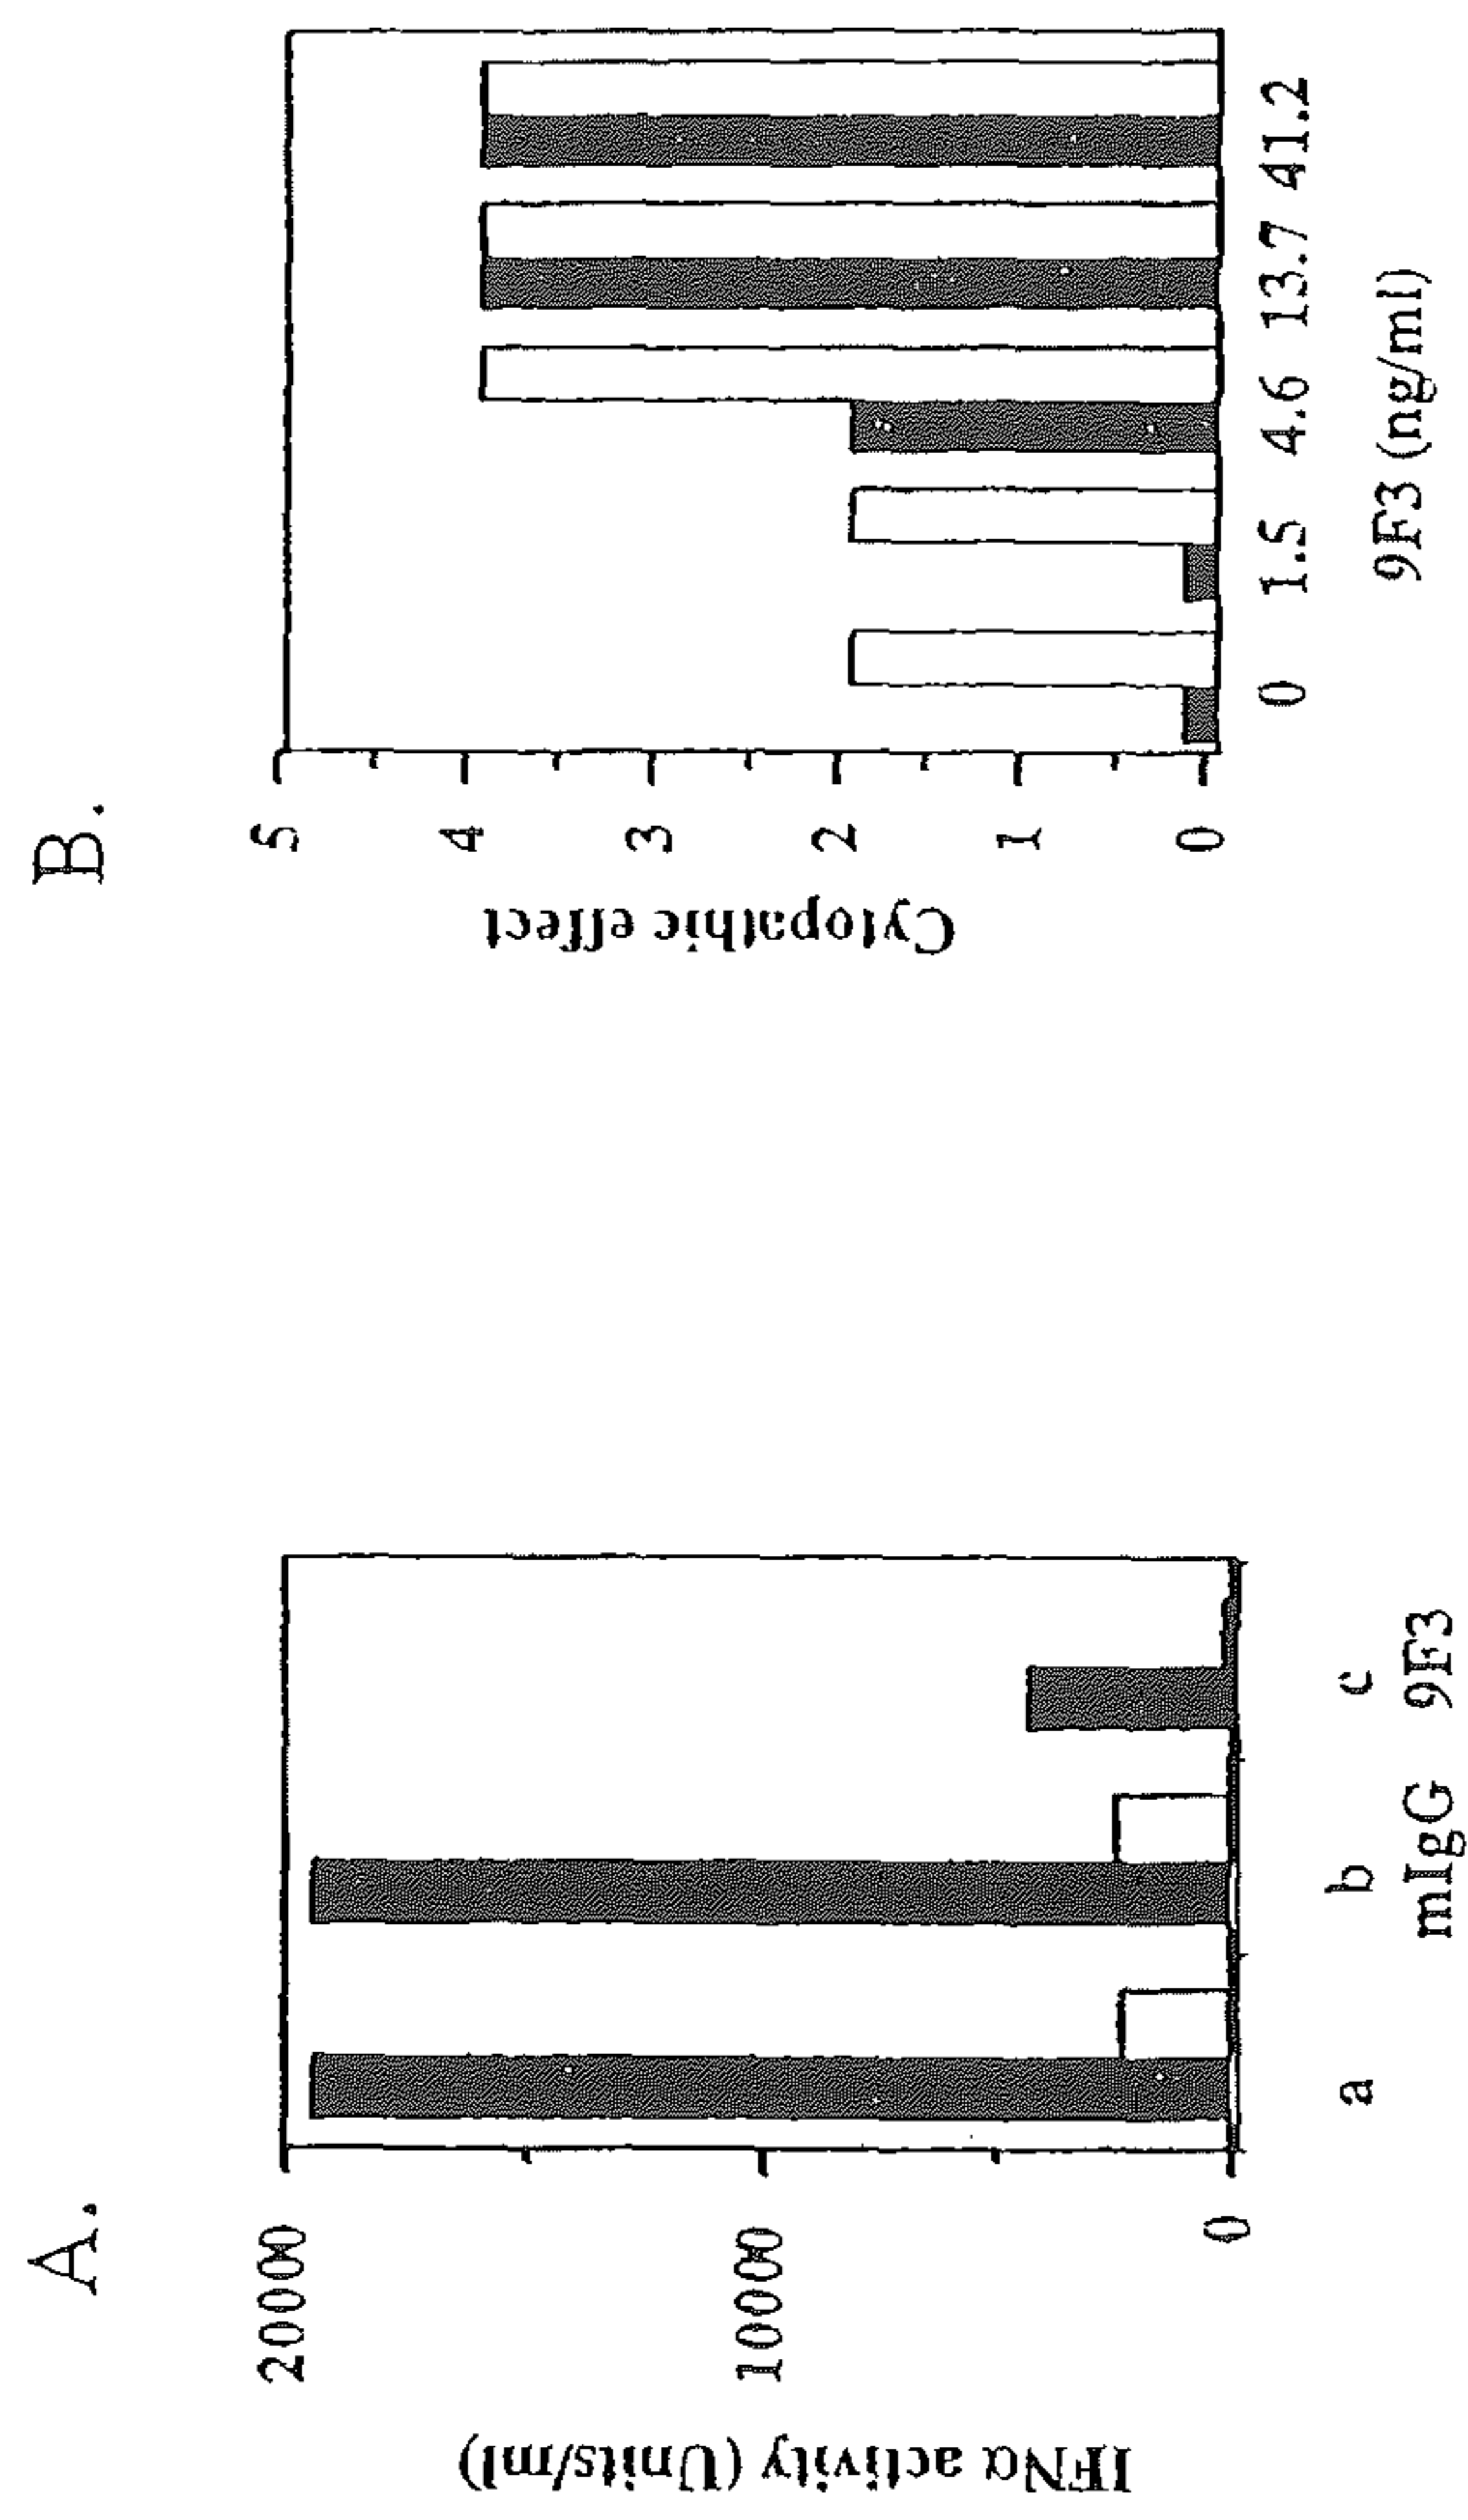 A.
IFNα activity (Units/ml)
20000
10000
0
a b c
mIgG 9F3
B.
Cytopathic effect
5
4
3
2
1
0
0 1.5 4.6 13.7 41.2
9F3 (ng/ml)